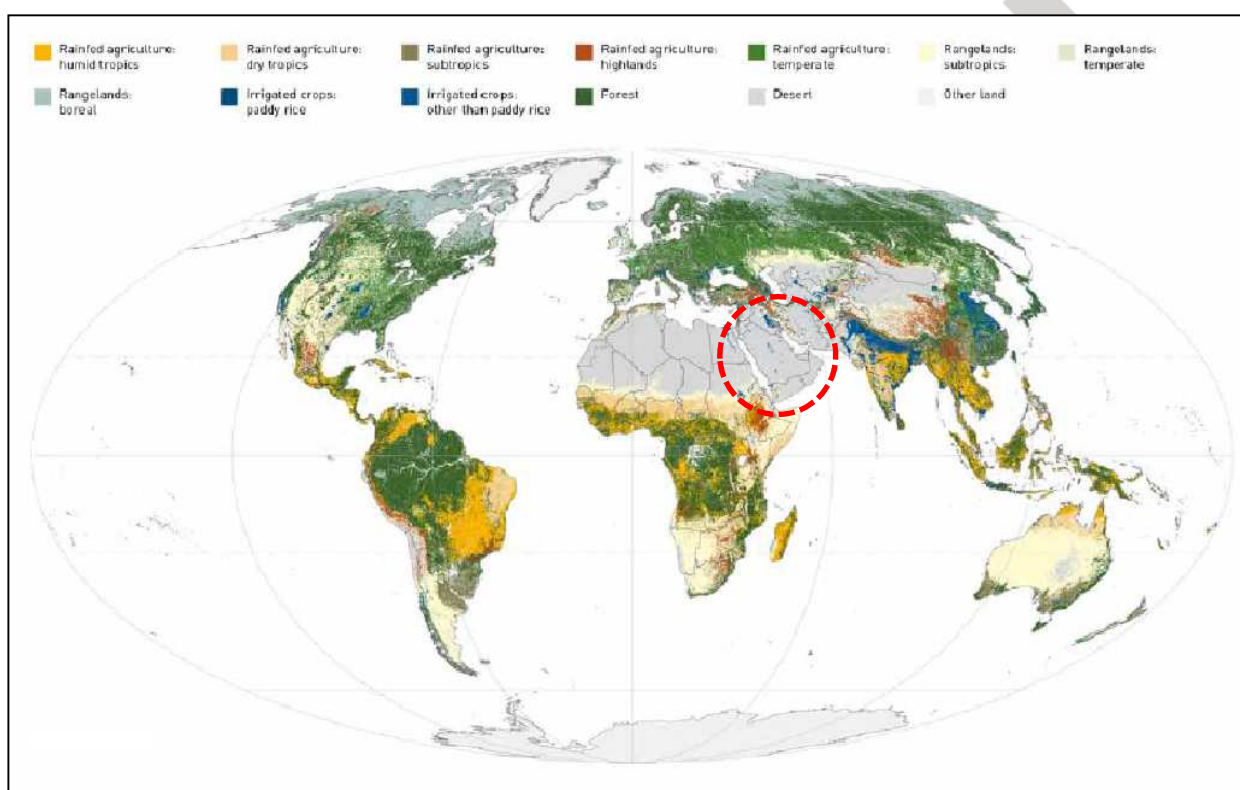 Rainfed agriculture:
humid tropics
Rainfed agriculture:
dry tropics
Rainfed agriculture:
subtropics
Rainfed agriculture:
highlands
Rainfed agriculture:
temperate
Rangelands:
subtropics
Rangelands:
temperate
Rangelands:
boreal
Irrigated crops:
paddy rice
Irrigated crops:
other than paddy rice
Forest
Desert
Other land